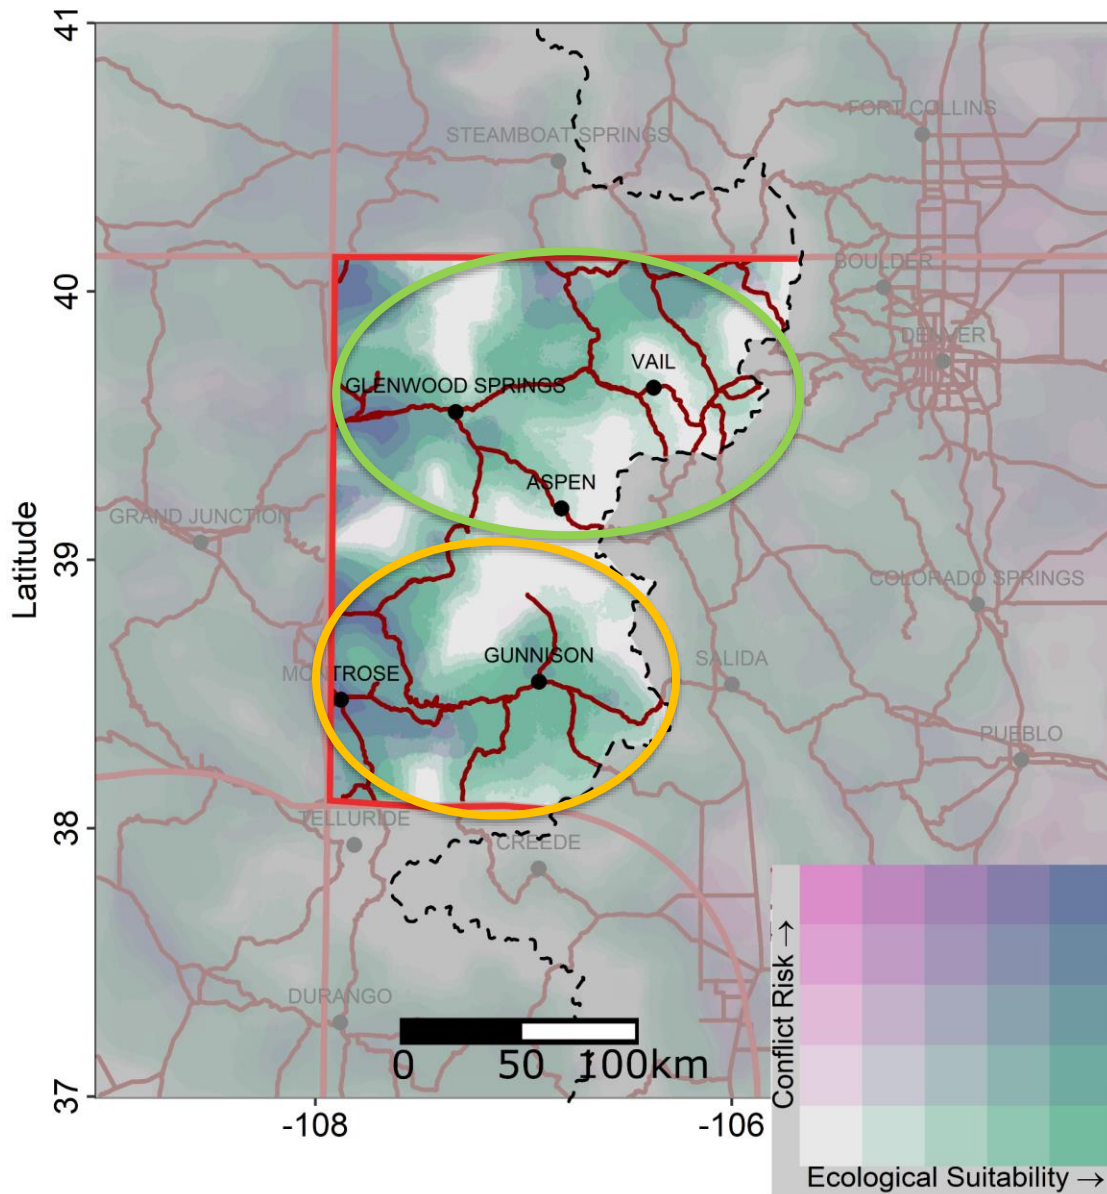 41
FORT COLLINS
STEAMBOAT SPRINGS
BOULDER
40
DENVER
VAIL
GLENWOOD SPRINGS
ASPEN
GRAND JUNCTION
39
Latitude
COLORADO SPRINGS
GUNNISON
SALIDA
MONTROSE
PUEBLO
38
TELLURIDE
CREEDE
Conflict Risk →
DURANGO
0 50 100km
37
-108 -106
Ecological Suitability →